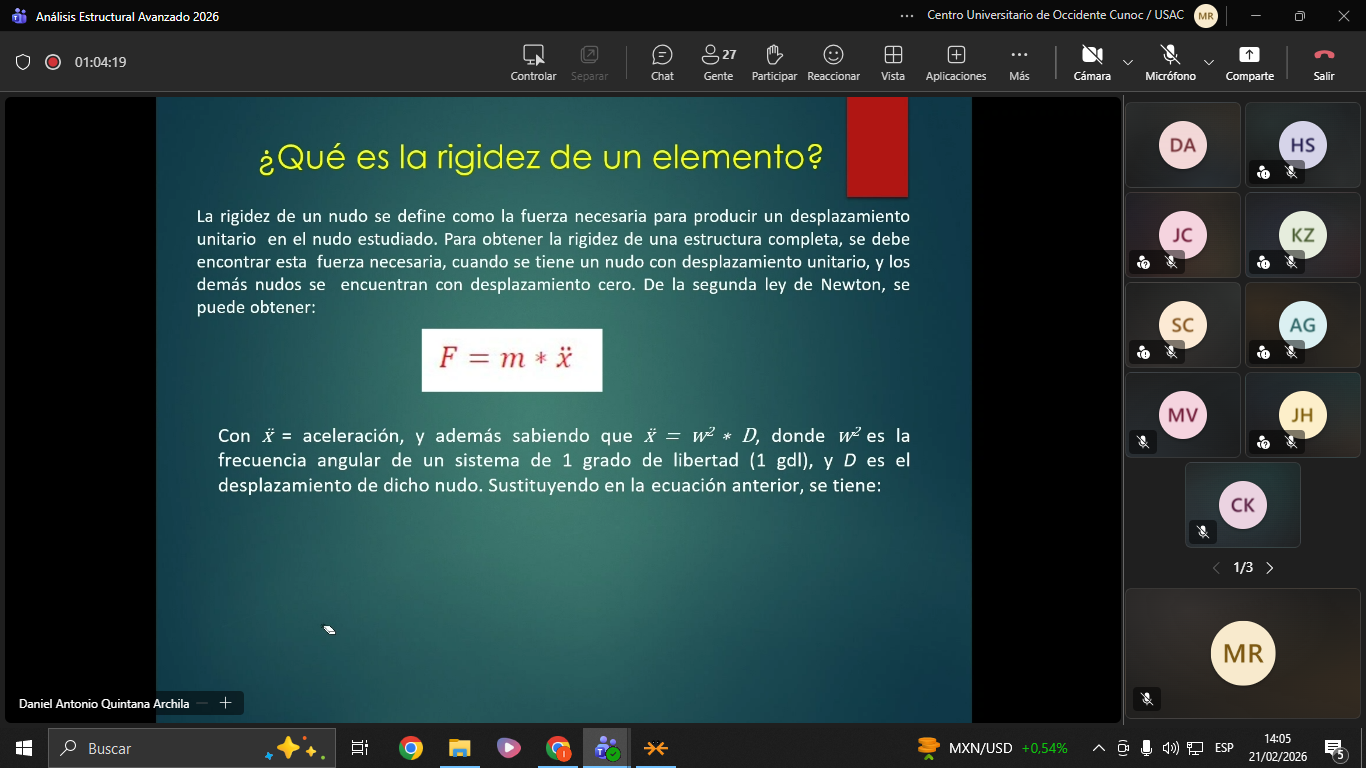 Análisis Estructural Avanzado 2026
Centro Universitario de Occidente Cunoc / USAC
MR
01:04:19
Controlar
Separar
Chat
27
Gente
Participar
Reaccionar
Vista
Aplicaciones
Más
Cámara
Micrófono
Comparte
Salir
¿Qué es la rigidez de un elemento?
La rigidez de un nudo se define como la fuerza necesaria para producir un desplazamiento
unitario en el nudo estudiado. Para obtener la rigidez de una estructura completa, se debe
encontrar esta fuerza necesaria, cuando se tiene un nudo con desplazamiento unitario, y los
demás nudos se encuentran con desplazamiento cero. De la segunda ley de Newton, se
puede obtener:
F = m * ẍ
Con ẍ = aceleración, y además sabiendo que ẍ = w² * D, donde w² es la
frecuencia angular de un sistema de 1 grado de libertad (1 gdl), y D es el
desplazamiento de dicho nudo. Sustituyendo en la ecuación anterior, se tiene:
Daniel Antonio Quintana Archila
DA
HS
JC
KZ
SC
AG
MV
JH
CK
1/3
MR
Buscar
MXN/USD +0,54%
ESP
14:05
21/02/2026
5